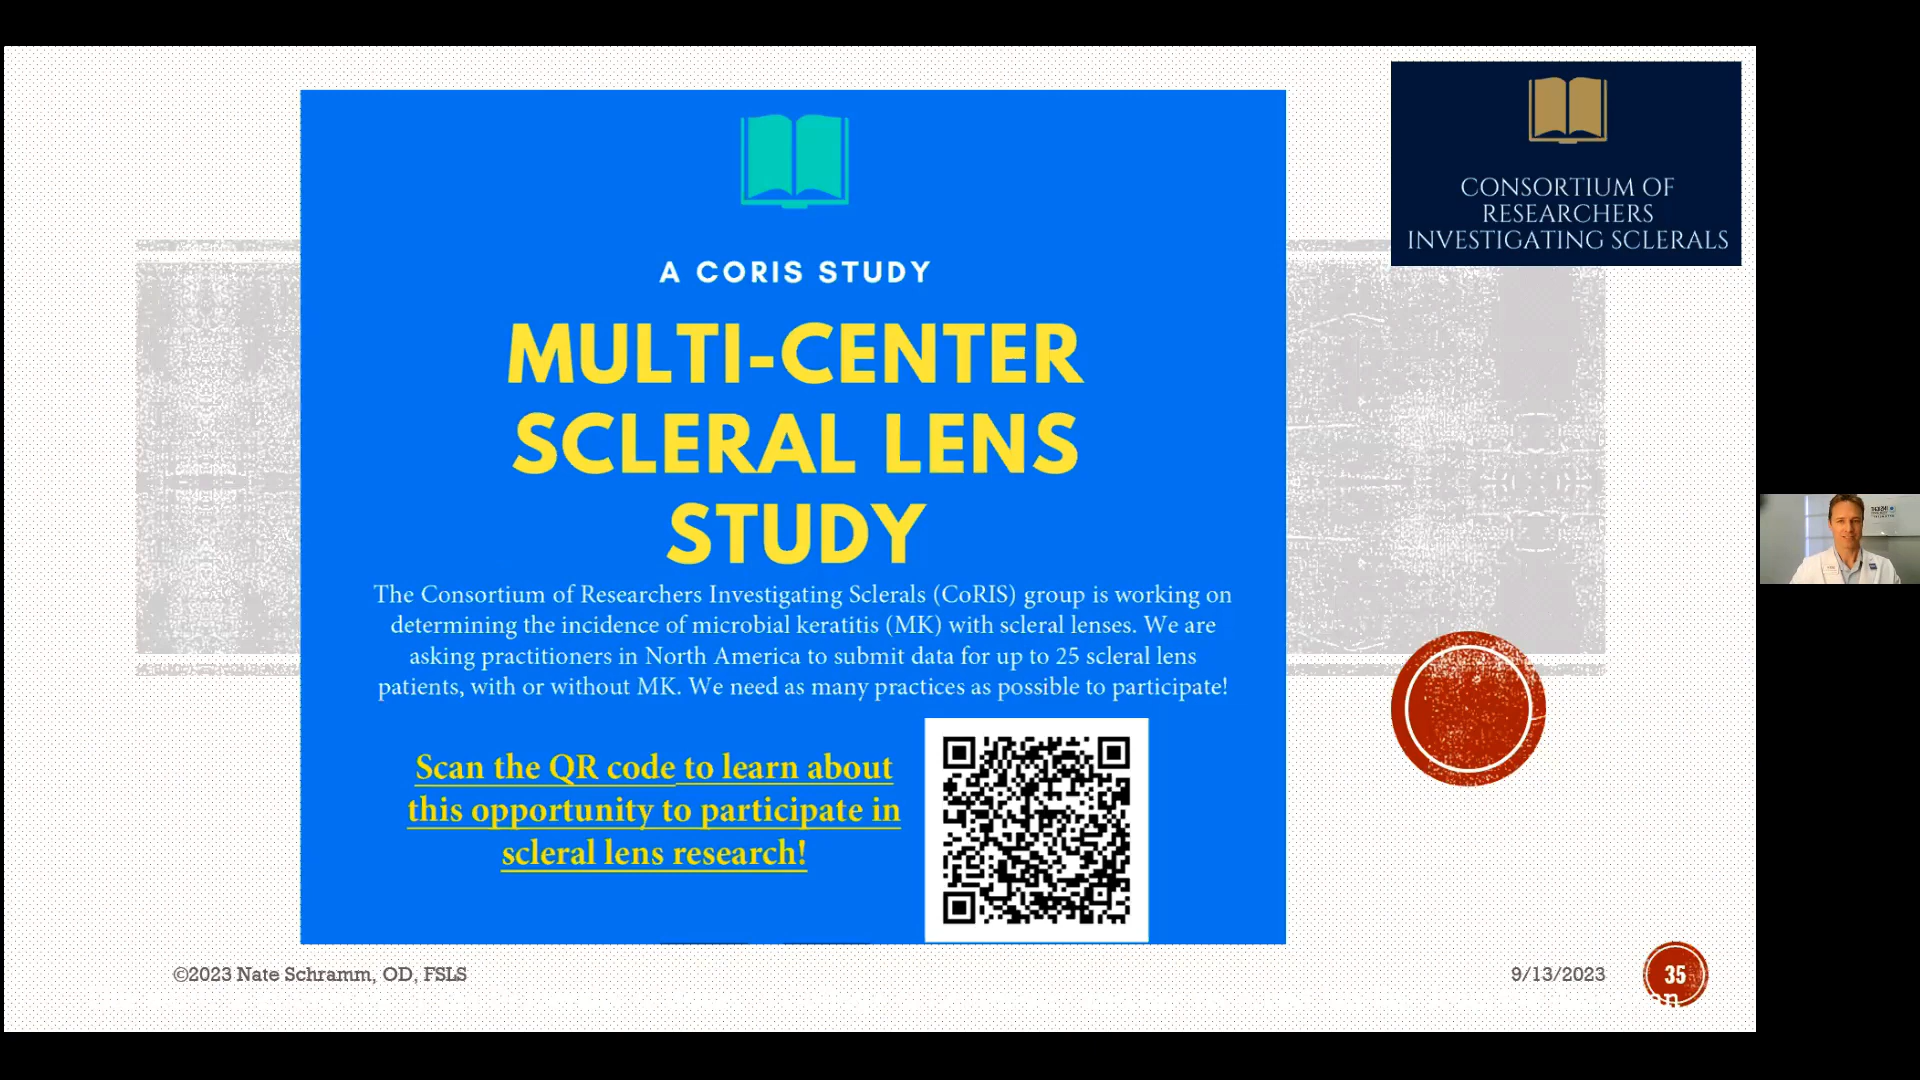 CONSORTIUM OF
RESEARCHERS
INVESTIGATING SCLERALS
A CORIS STUDY
MULTI-CENTER
SCLERAL LENS
STUDY
The Consortium of Researchers Investigating Sclerals (CoRIS) group is working on
determining the incidence of microbial keratitis (MK) with scleral lenses. We are
asking practitioners in North America to submit data for up to 25 scleral lens
patients, with or without MK. We need as many practices as possible to participate!
Scan the QR code to learn about
this opportunity to participate in
scleral lens research!
©2023 Nate Schramm, OD, FSLS
9/13/2023
35